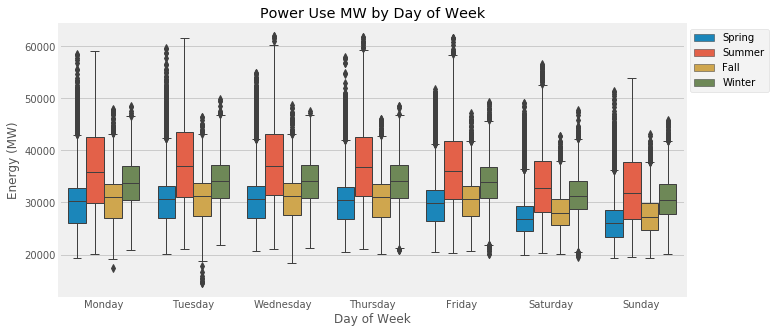 Power Use MW by Day of Week
Spring
Summer
Fall
Winter
Energy (MW)
60000
50000
40000
30000
20000
Monday Tuesday Wednesday Thursday Friday Saturday Sunday
Day of Week